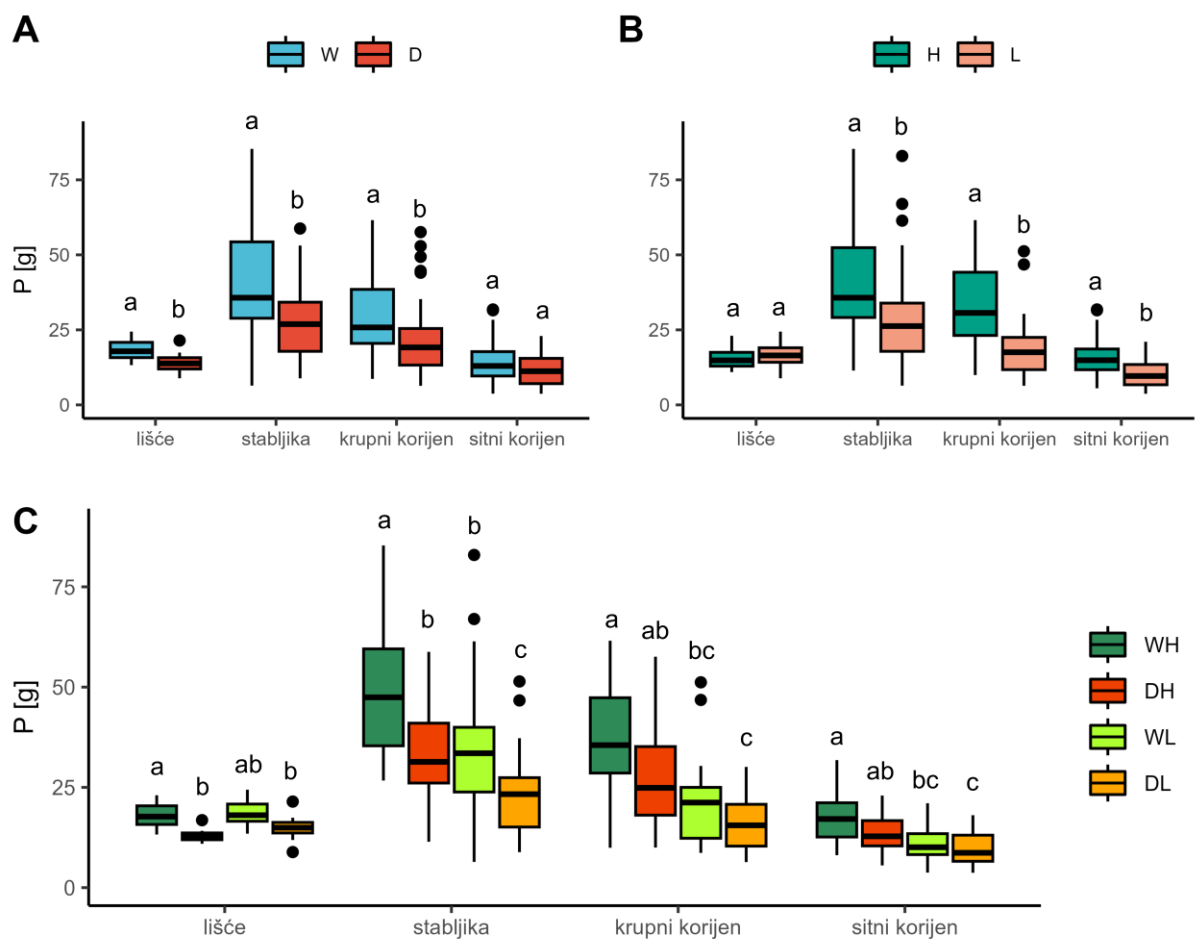 A
W D
B
H L
P [g]
75
50
25
0
a
b
a
b
a
b
a
a
lišće stabljika krupni korijen sitni korijen
75
50
25
0
a
a
a
b
a
b
a
b
lišće stabljika krupni korijen sitni korijen
C
P [g]
75
50
25
0
a
b
ab
b
a
b
b
c
a
ab
bc
c
a
ab
bc
c
lišće stabljika krupni korijen sitni korijen
WH
DH
WL
DL